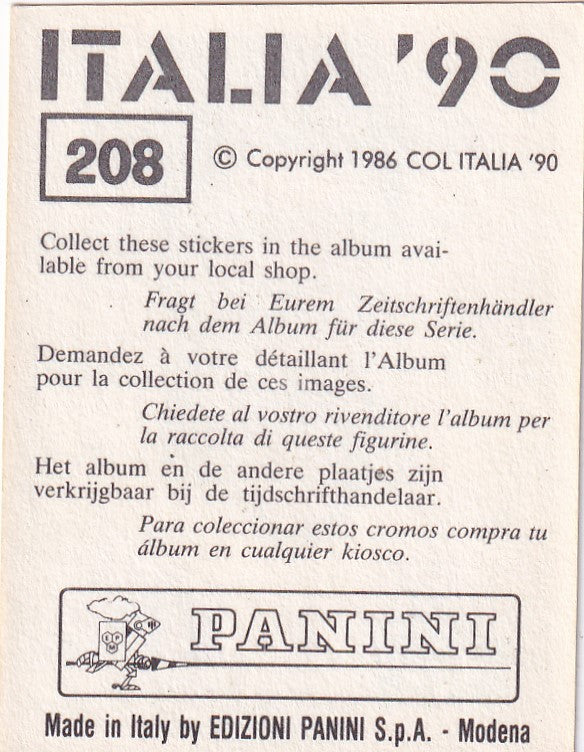 ITALIA '90
208
© Copyright 1986 COL ITALIA '90
Collect these stickers in the album avai-
lable from your local shop.
Fragt bei Eurem Zeitschriftenhändler
nach dem Album für diese Serie.
Demandez à votre détaillant l'Album
pour la collection de ces images.
Chiedete al vostro rivenditore l'album per
la raccolta di queste figurine.
Het album en de andere plaatjes zijn
verkrijgbaar bij de tijdschrifthandelaar.
Para coleccionar estos cromos compra tu
álbum en cualquier kiosco.
PANINI
Made in Italy by EDIZIONI PANINI S.p.A. - Modena